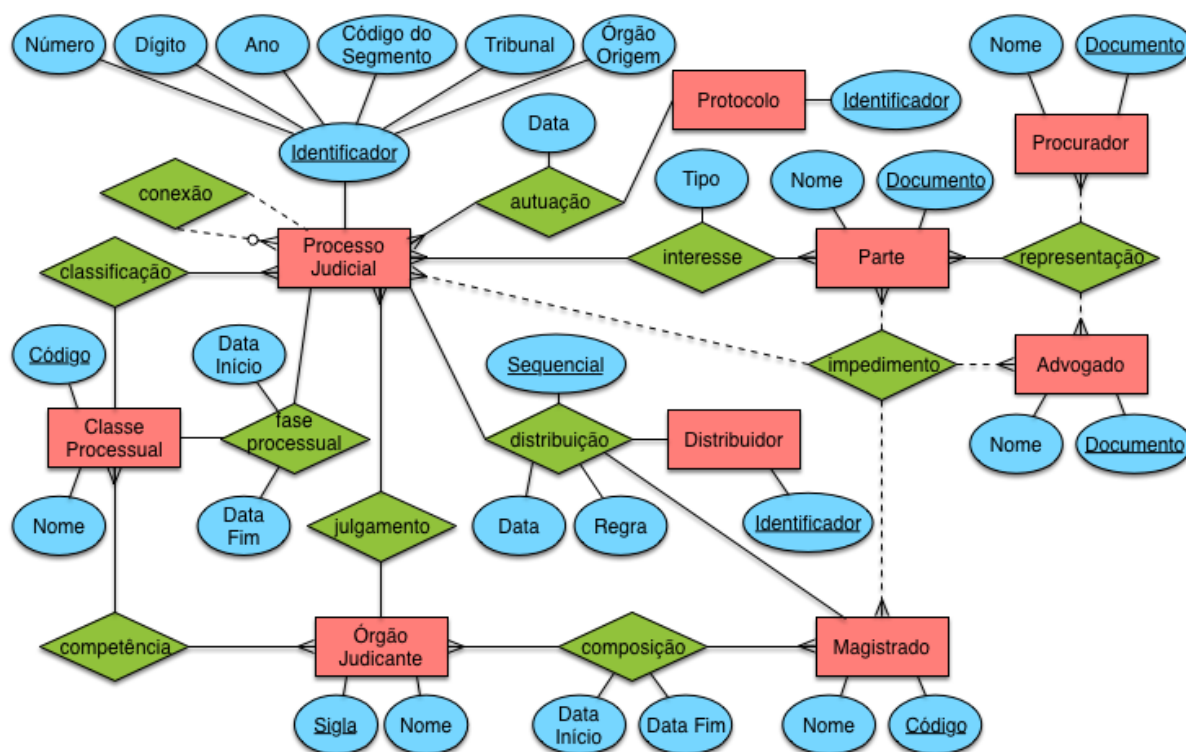 Número
Dígito
Ano
Código do
Segmento
Tribunal
Órgão
Origem
Nome
Documento
Protocolo
Identificador
Data
Procurador
Identificador
conexão
autuação
Tipo
Nome
Documento
Processo
Judicial
classificação
interesse
Parte
representação
Código
Data
Início
Sequencial
impedimento
Advogado
Classe
Processual
fase
processual
distribuição
Distribuidor
Nome
Documento
Nome
Data
Fim
julgamento
Data
Regra
Identificador
competência
Órgão
Judicante
composição
Magistrado
Sigla
Nome
Data
Início
Data Fim
Nome
Código